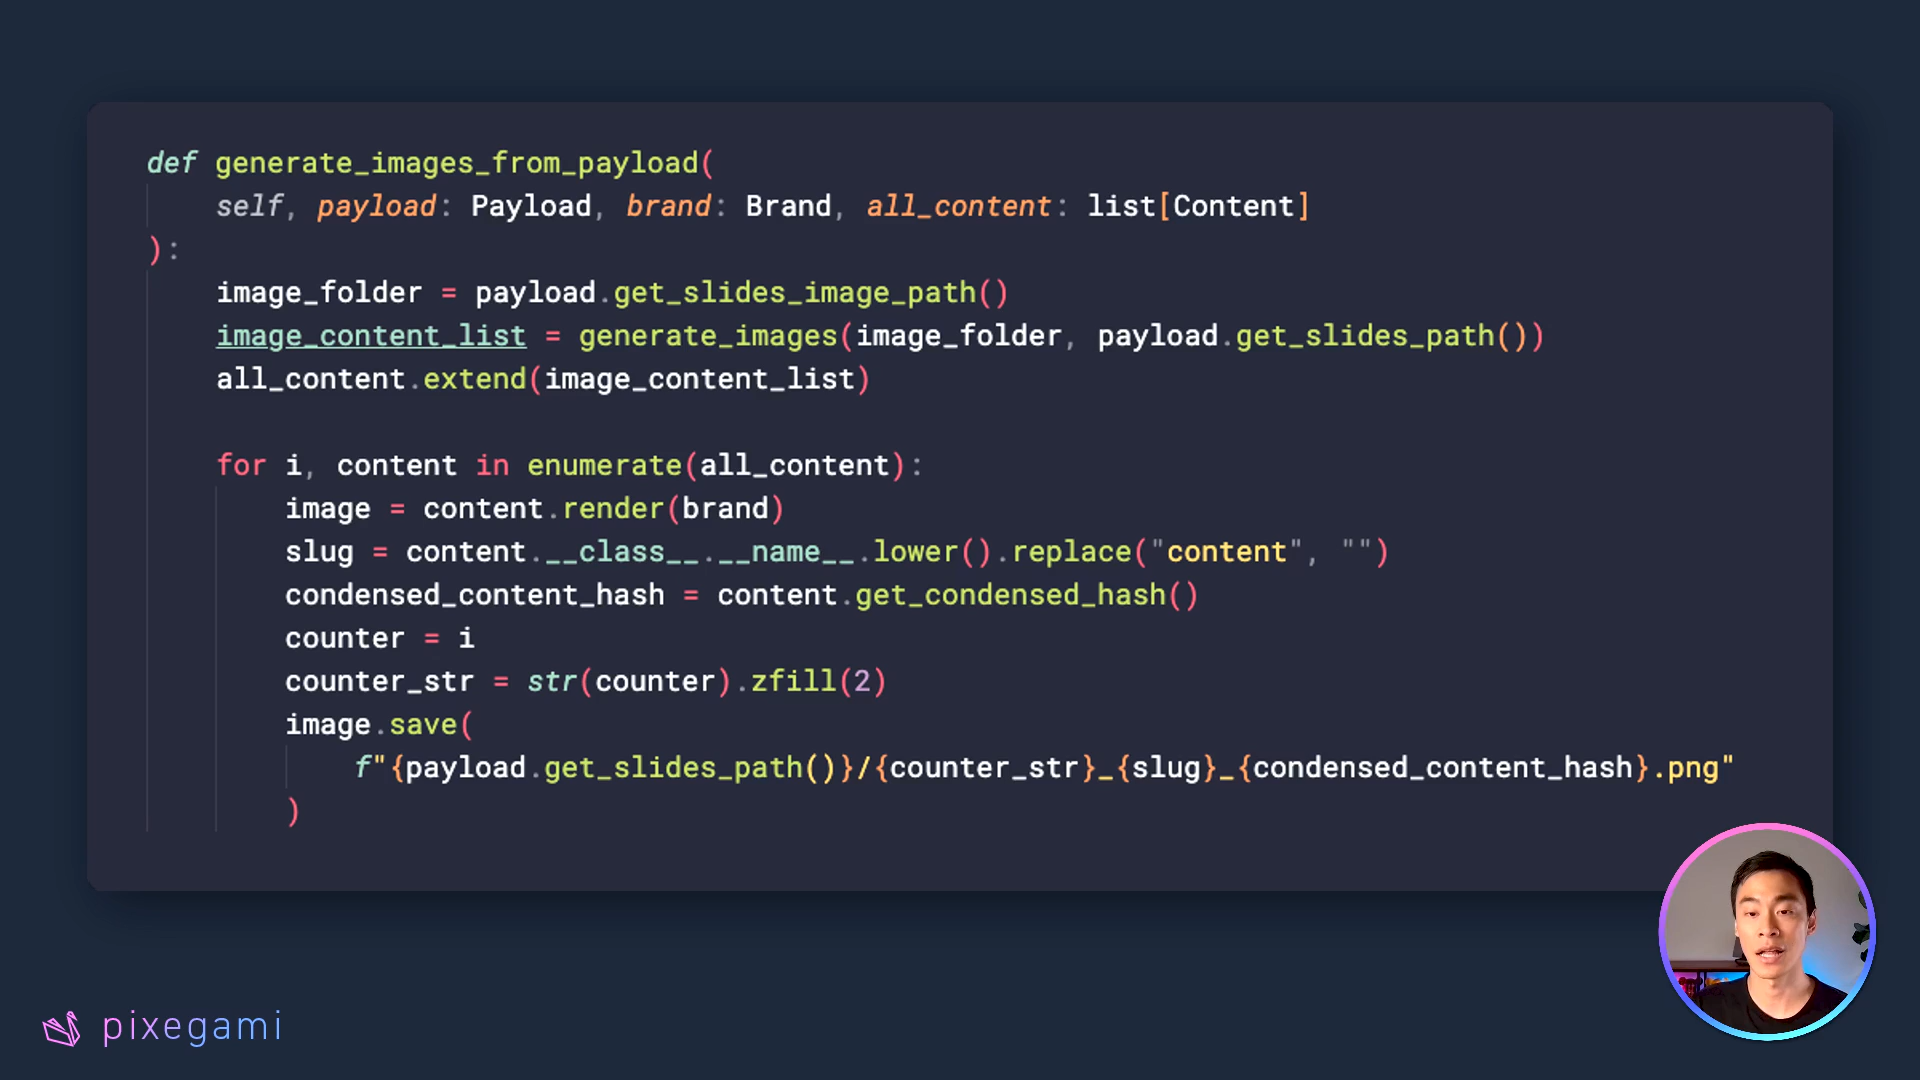 def generate_images_from_payload(
self, payload: Payload, brand: Brand, all_content: list[Content]
):
image_folder = payload.get_slides_image_path()
image_content_list = generate_images(image_folder, payload.get_slides_path())
all_content.extend(image_content_list)
for i, content in enumerate(all_content):
image = content.render(brand)
slug = content.__class__.__name__.lower().replace("content", "")
condensed_content_hash = content.get_condensed_hash()
counter = i
counter_str = str(counter).zfill(2)
image.save(
f"{payload.get_slides_path()}/{counter_str}_{slug}_{condensed_content_hash}.png"
)
pixegami